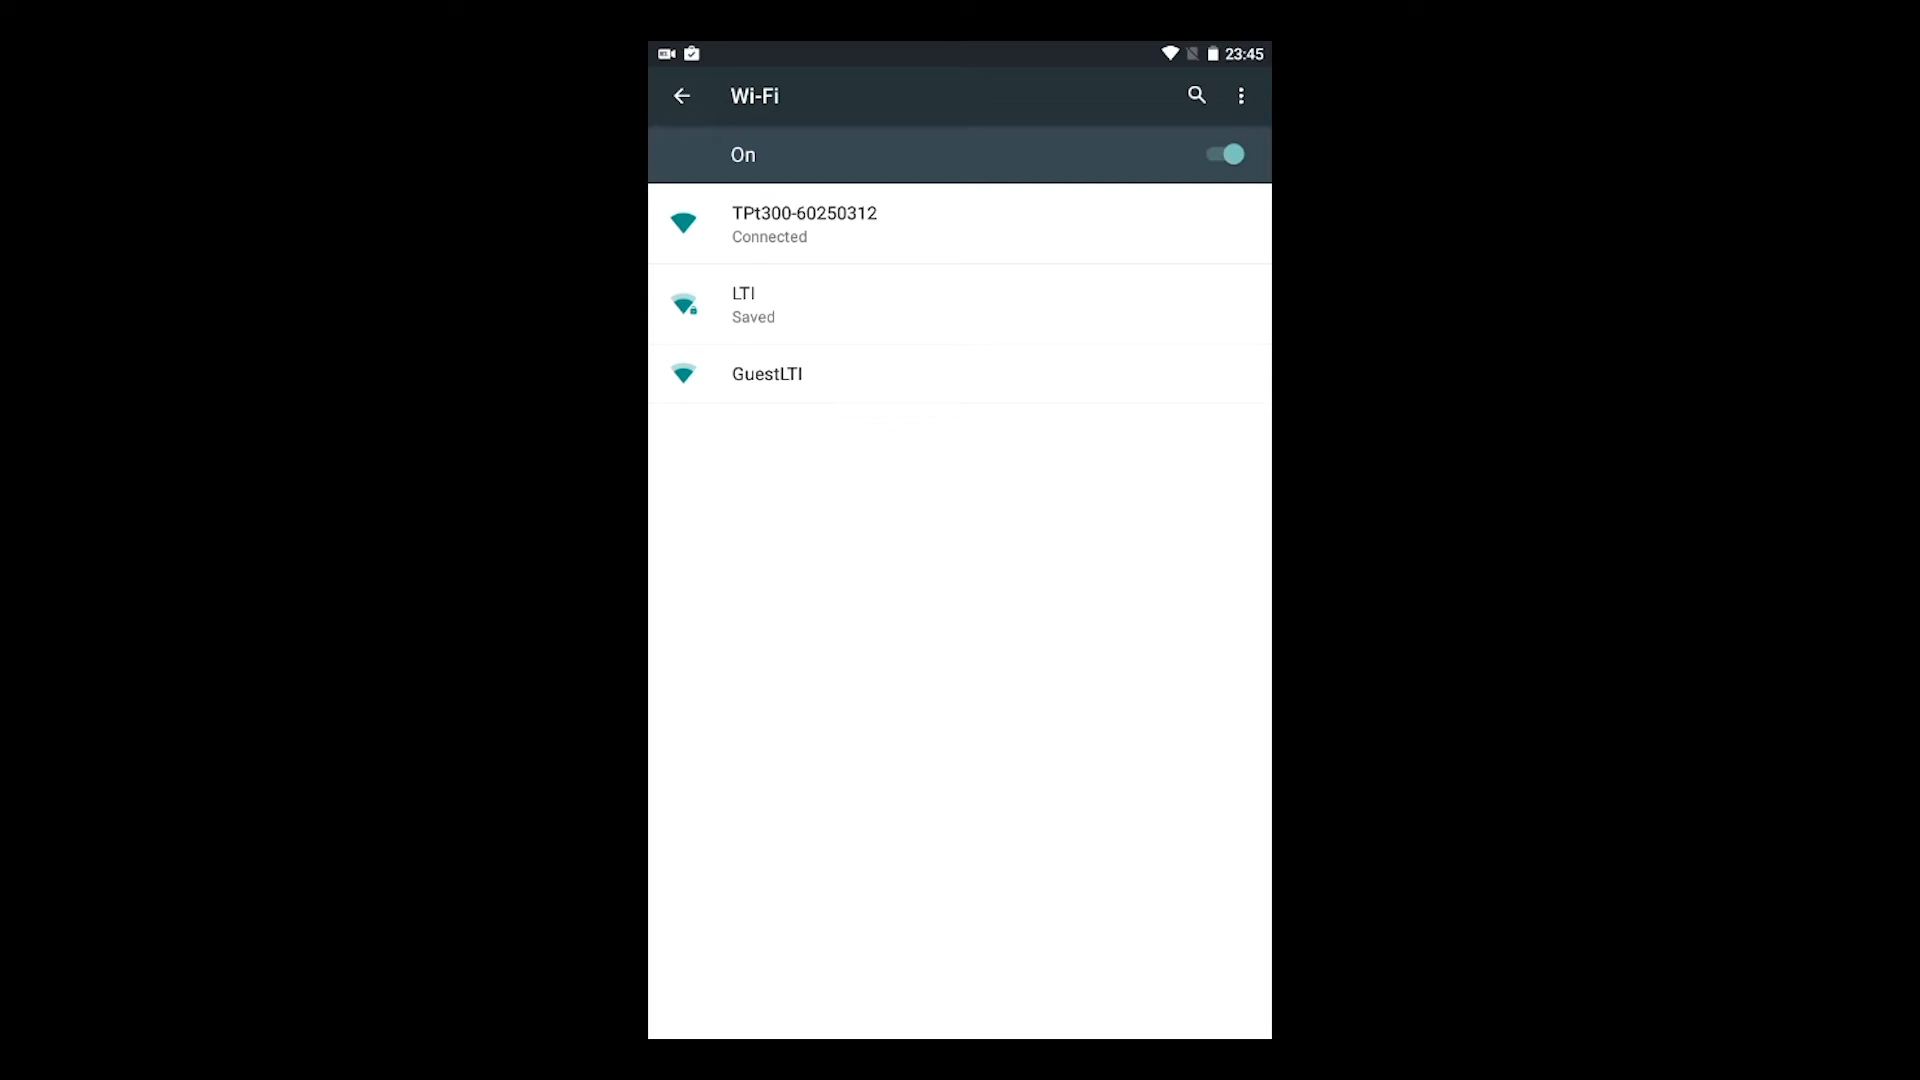 23:45
Wi-Fi
On
TPt300-60250312
Connected
LTI
Saved
GuestLTI